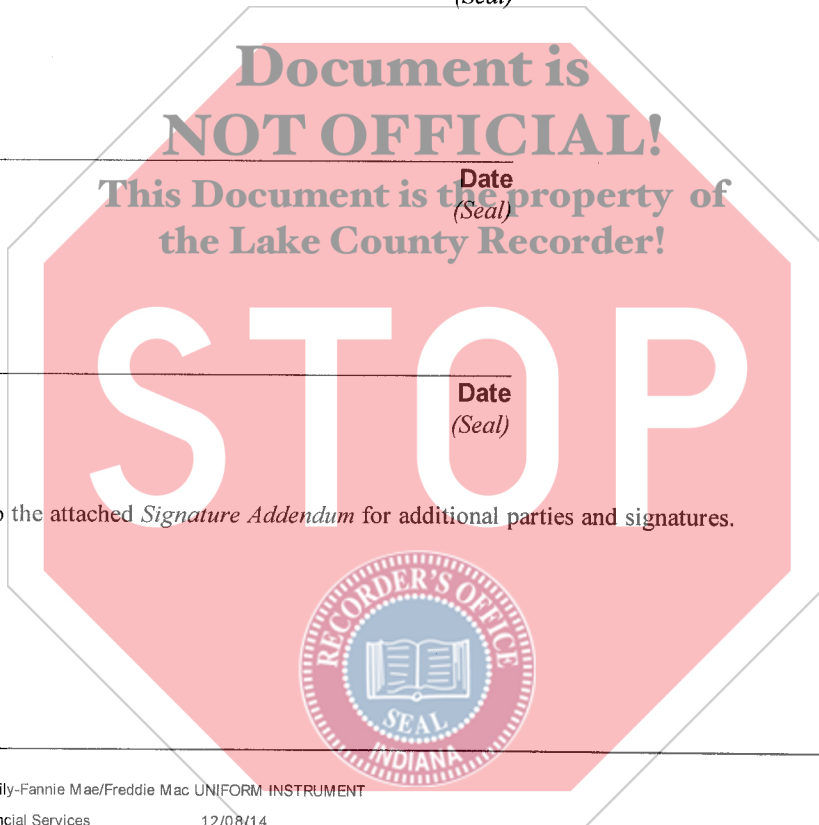 (Seal)
Document is
NOT OFFICIAL!
Date
This Document is the property of
(Seal)
the Lake County Recorder!
STOP
Date
(Seal)
the attached Signature Addendum for additional parties and signatures.
RECORDER'S OFFICE
SEAL
INDIANA
ily-Fannie Mae/Freddie Mac UNIFORM INSTRUMENT
ncial Services 12/08/14